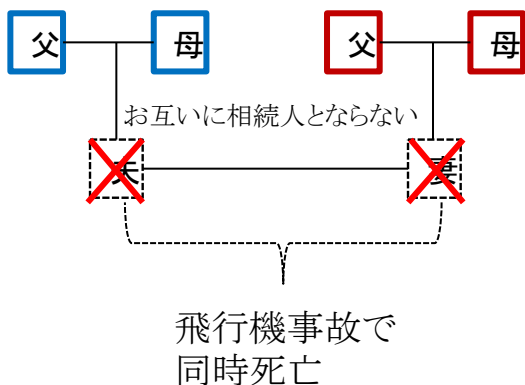 父 母 父 母
お互いに相続人とならない
夫 妻
飛行機事故で
同時死亡